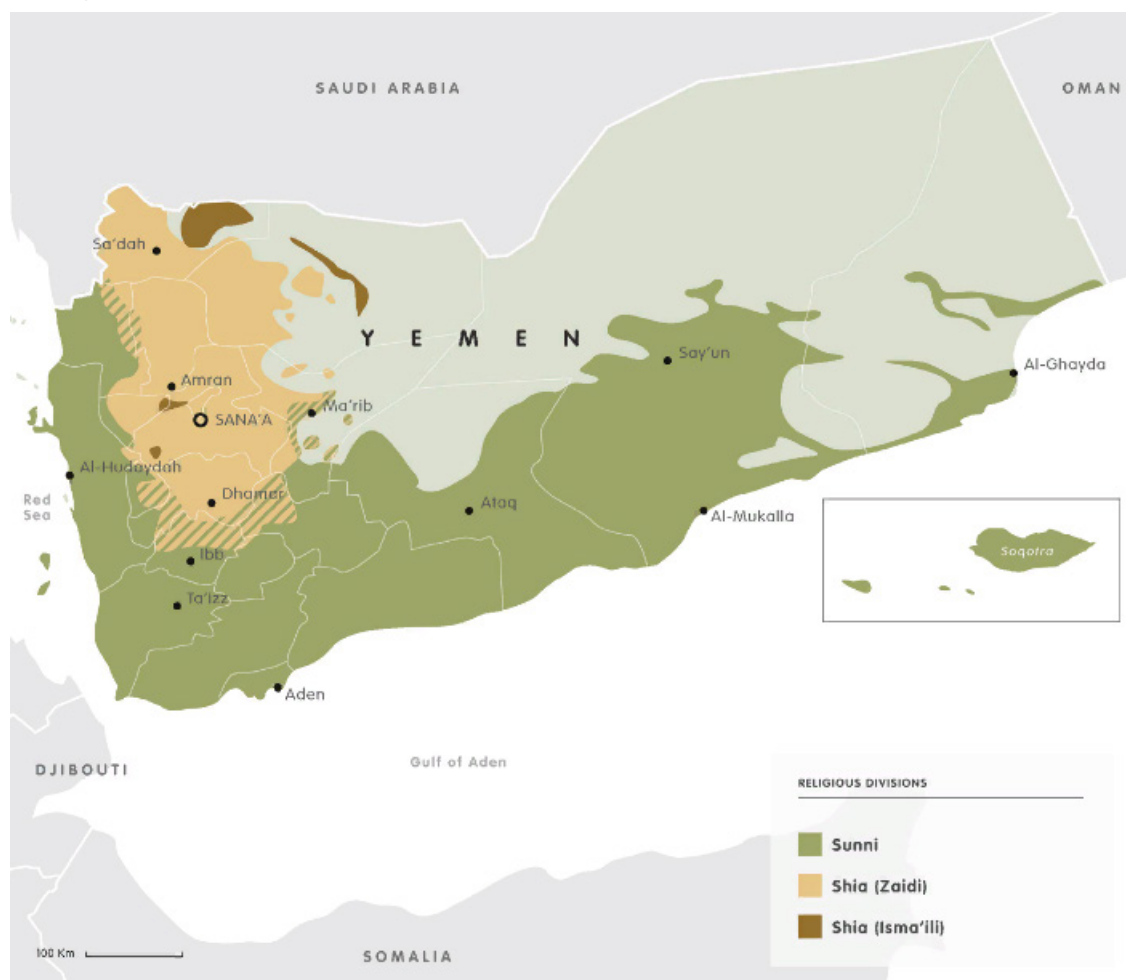 SAUDI ARABIA
OMAN
Sa'dah
YEMEN
Say'un
Al-Ghayda
Amran
Ma'rib
SANA'A
Al-Hudaydah
Red
Sea
Dhamar
Ataq
Al-Mukalla
Ibb
Soqotra
Ta'izz
Aden
Gulf of Aden
DJIBOUTI
RELIGIOUS DIVISIONS
Sunni
Shia (Zaidi)
Shia (Isma'ili)
100 Km
SOMALIA